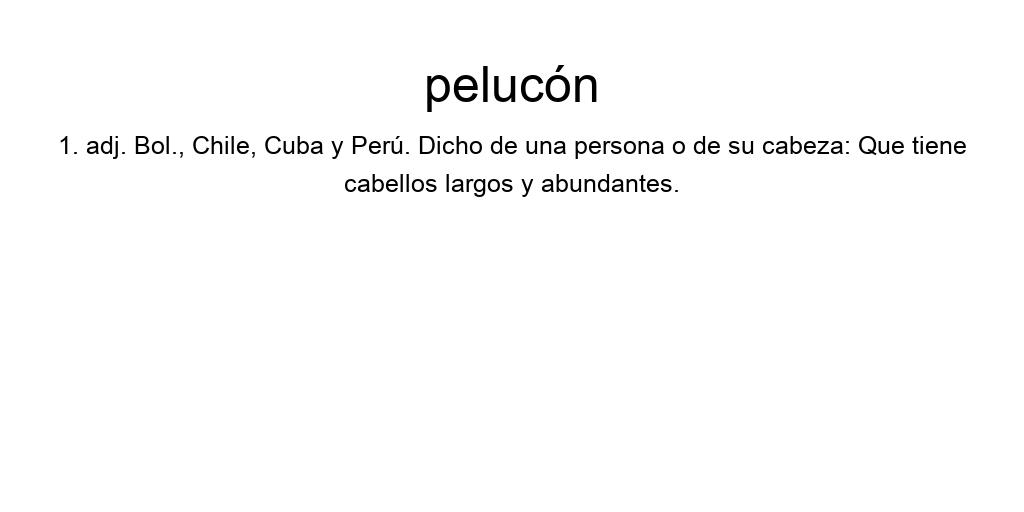 pelucón
1. adj. Bol., Chile, Cuba y Perú. Dicho de una persona o de su cabeza: Que tiene
cabellos largos y abundantes.